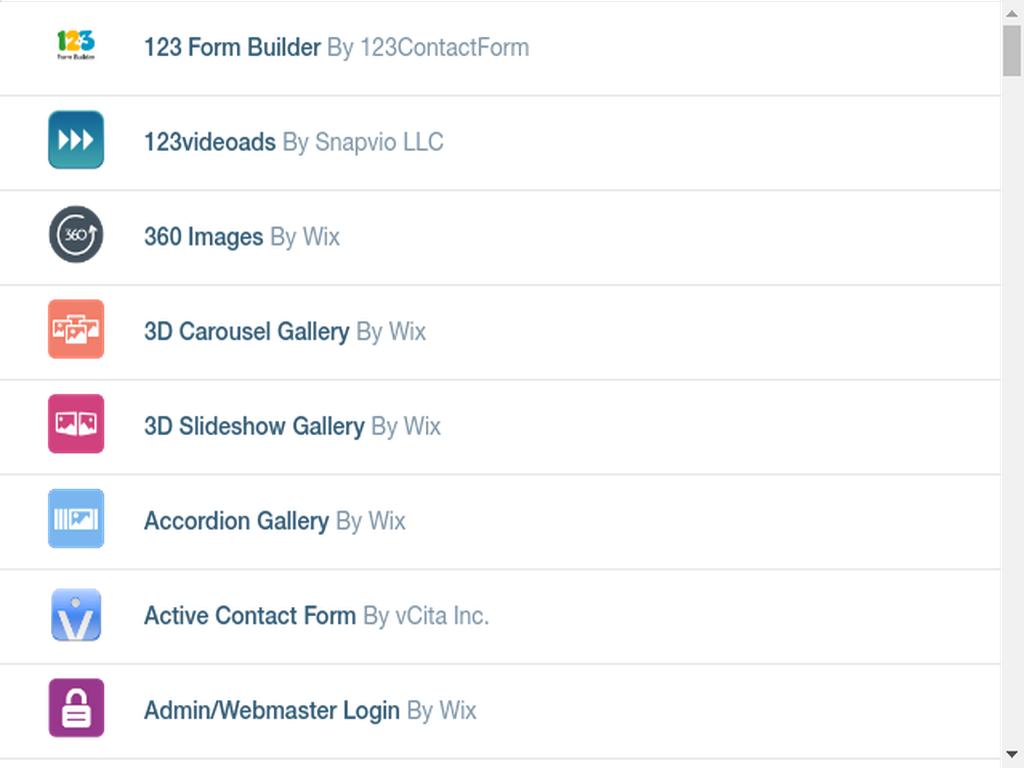 123
Form Builder
123 Form Builder By 123ContactForm
123videoads By Snapvio LLC
360
360 Images By Wix
3D Carousel Gallery By Wix
3D Slideshow Gallery By Wix
Accordion Gallery By Wix
V
Active Contact Form By vCita Inc.
Admin/Webmaster Login By Wix